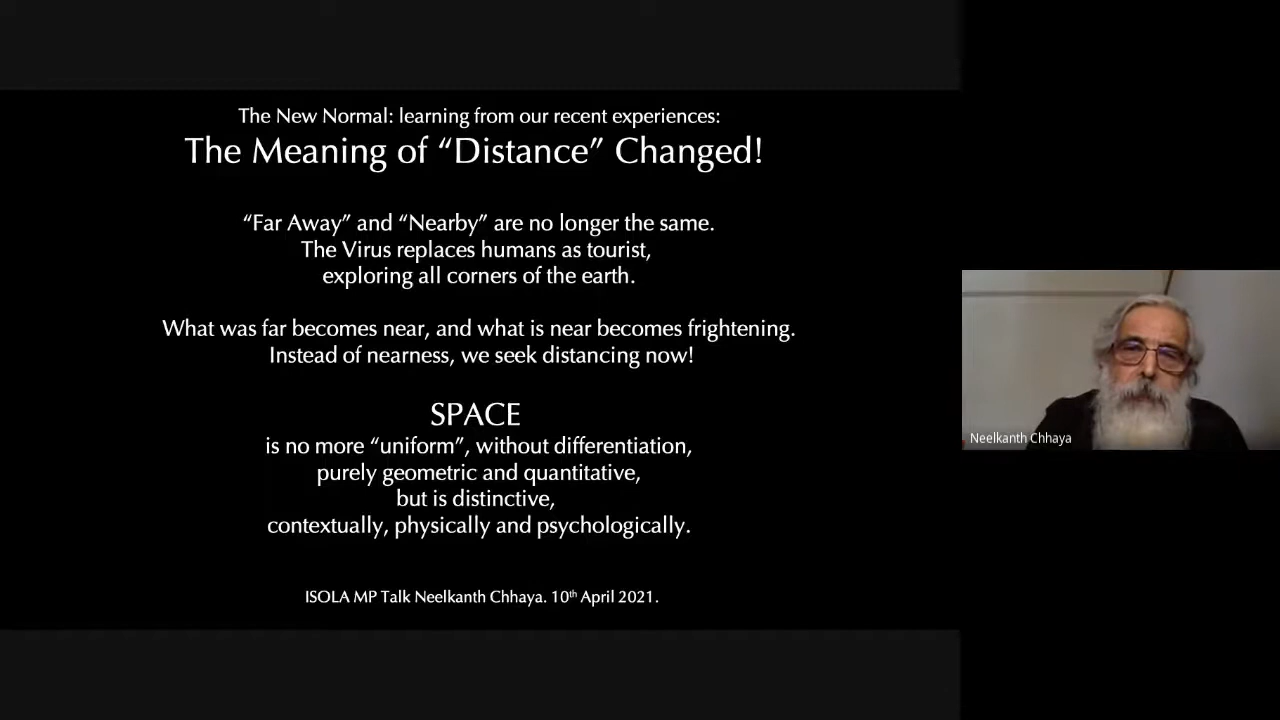 The New Normal: learning from our recent experiences:
The Meaning of “Distance” Changed!
“Far Away” and “Nearby” are no longer the same.
The Virus replaces humans as tourist,
exploring all corners of the earth.
What was far becomes near, and what is near becomes frightening.
Instead of nearness, we seek distancing now!
SPACE
is no more “uniform”, without differentiation,
purely geometric and quantitative,
but is distinctive,
contextually, physically and psychologically.
ISOLA MP Talk Neelkanth Chhaya. 10th April 2021.
Neelkanth Chhaya